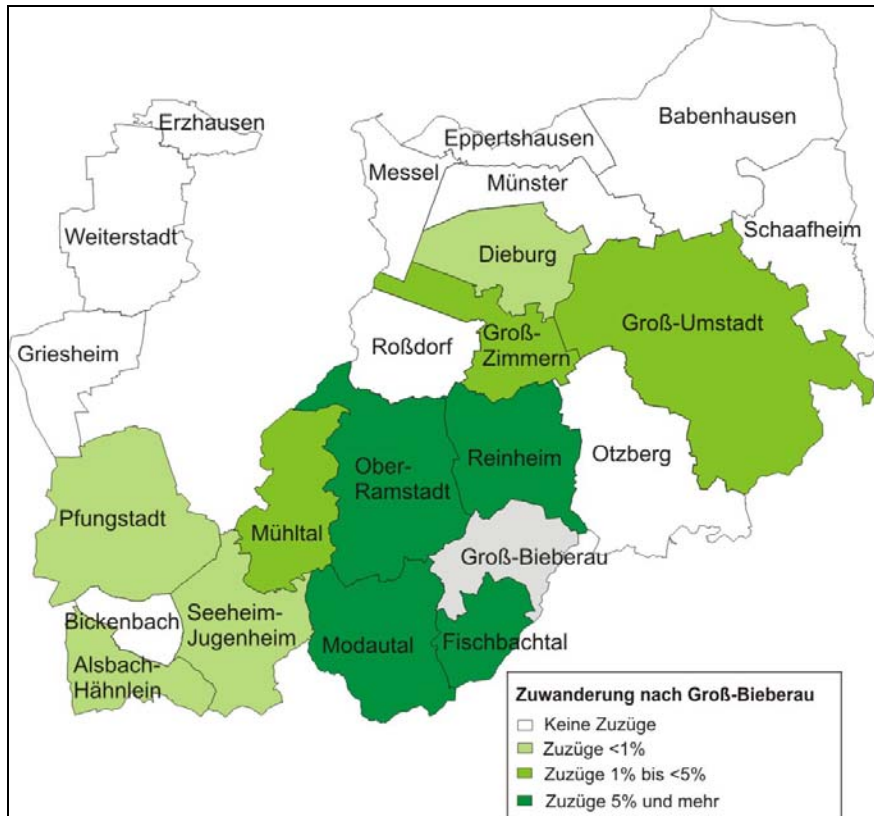 Erzhausen
Babenhausen
Eppertshausen
Messel
Münster
Schaafheim
Weiterstadt
Dieburg
Groß-Umstadt
Griesheim
Roßdorf
Groß-
Zimmern
Otzberg
Ober-
Ramstadt
Reinheim
Pfungstadt
Mühltal
Groß-Bieberau
Bickenbach
Seeheim-
Jugenheim
Modautal
Fischbachtal
Alsbach-
Hähnlein
Zuwanderung nach Groß-Bieberau
Keine Zuzüge
Zuzüge <1%
Zuzüge 1% bis <5%
Zuzüge 5% und mehr